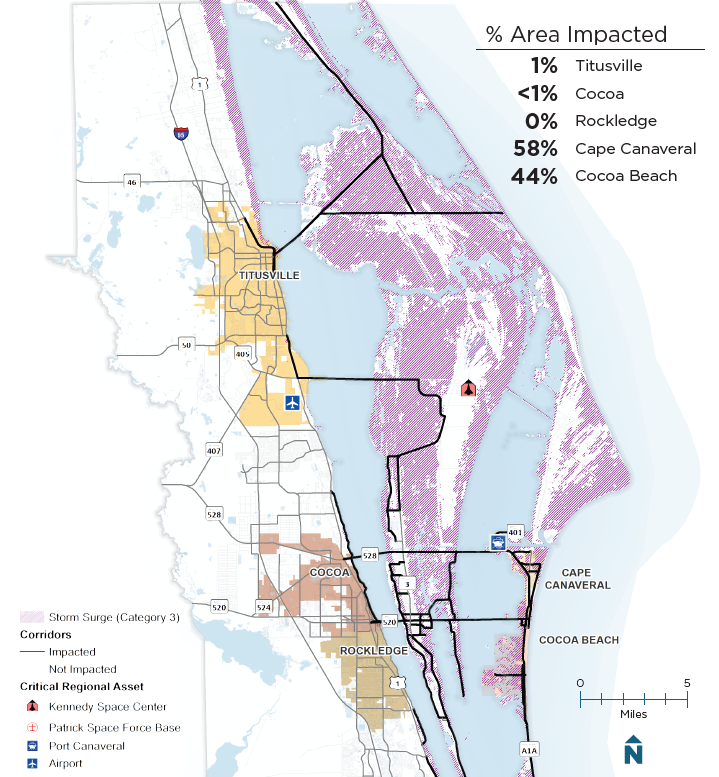 % Area Impacted
1% Titusville
<1% Cocoa
0% Rockledge
58% Cape Canaveral
44% Cocoa Beach
1
95
46
TITUSVILLE
50
405
407
528
401
528
COCOA
CAPE
CANAVERAL
3
520
524
520
COCOA BEACH
ROCKLEDGE
1
A1A
Storm Surge (Category 3)
Corridors
Impacted
Not Impacted
Critical Regional Asset
Kennedy Space Center
Patrick Space Force Base
Port Canaveral
Airport
0 5
Miles
N